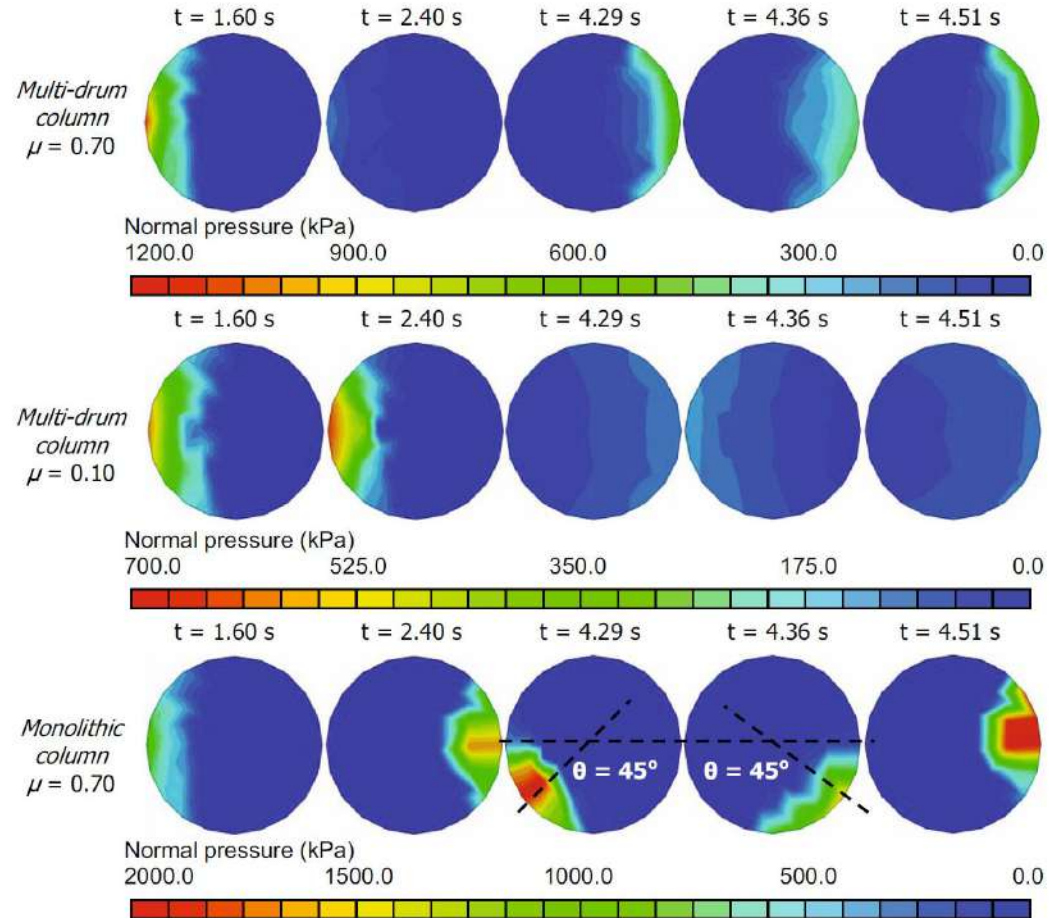 t = 1.60 s t = 2.40 s t = 4.29 s t = 4.36 s t = 4.51 s
Multi-drum
column
μ = 0.70
Normal pressure (kPa)
1200.0 900.0 600.0 300.0 0.0
t = 1.60 s t = 2.40 s t = 4.29 s t = 4.36 s t = 4.51 s
Multi-drum
column
μ = 0.10
Normal pressure (kPa)
700.0 525.0 350.0 175.0 0.0
t = 1.60 s t = 2.40 s t = 4.29 s t = 4.36 s t = 4.51 s
Monolithic
column
μ = 0.70
θ = 45° θ = 45°
Normal pressure (kPa)
2000.0 1500.0 1000.0 500.0 0.0